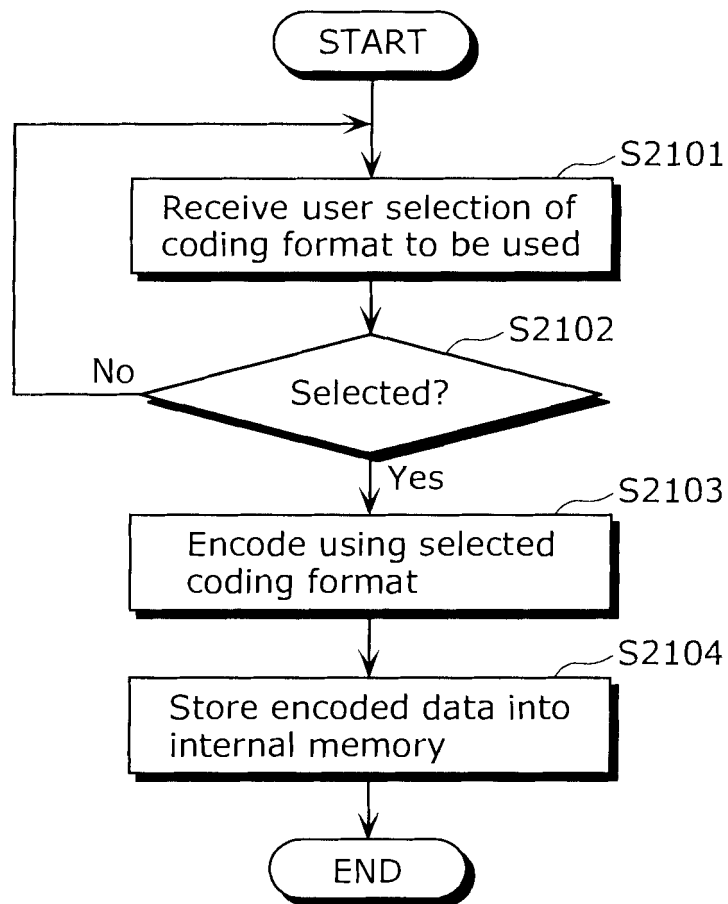 START
S2101
Receive user selection of
coding format to be used
S2102
No
Selected?
Yes
S2103
Encode using selected
coding format
S2104
Store encoded data into
internal memory
END